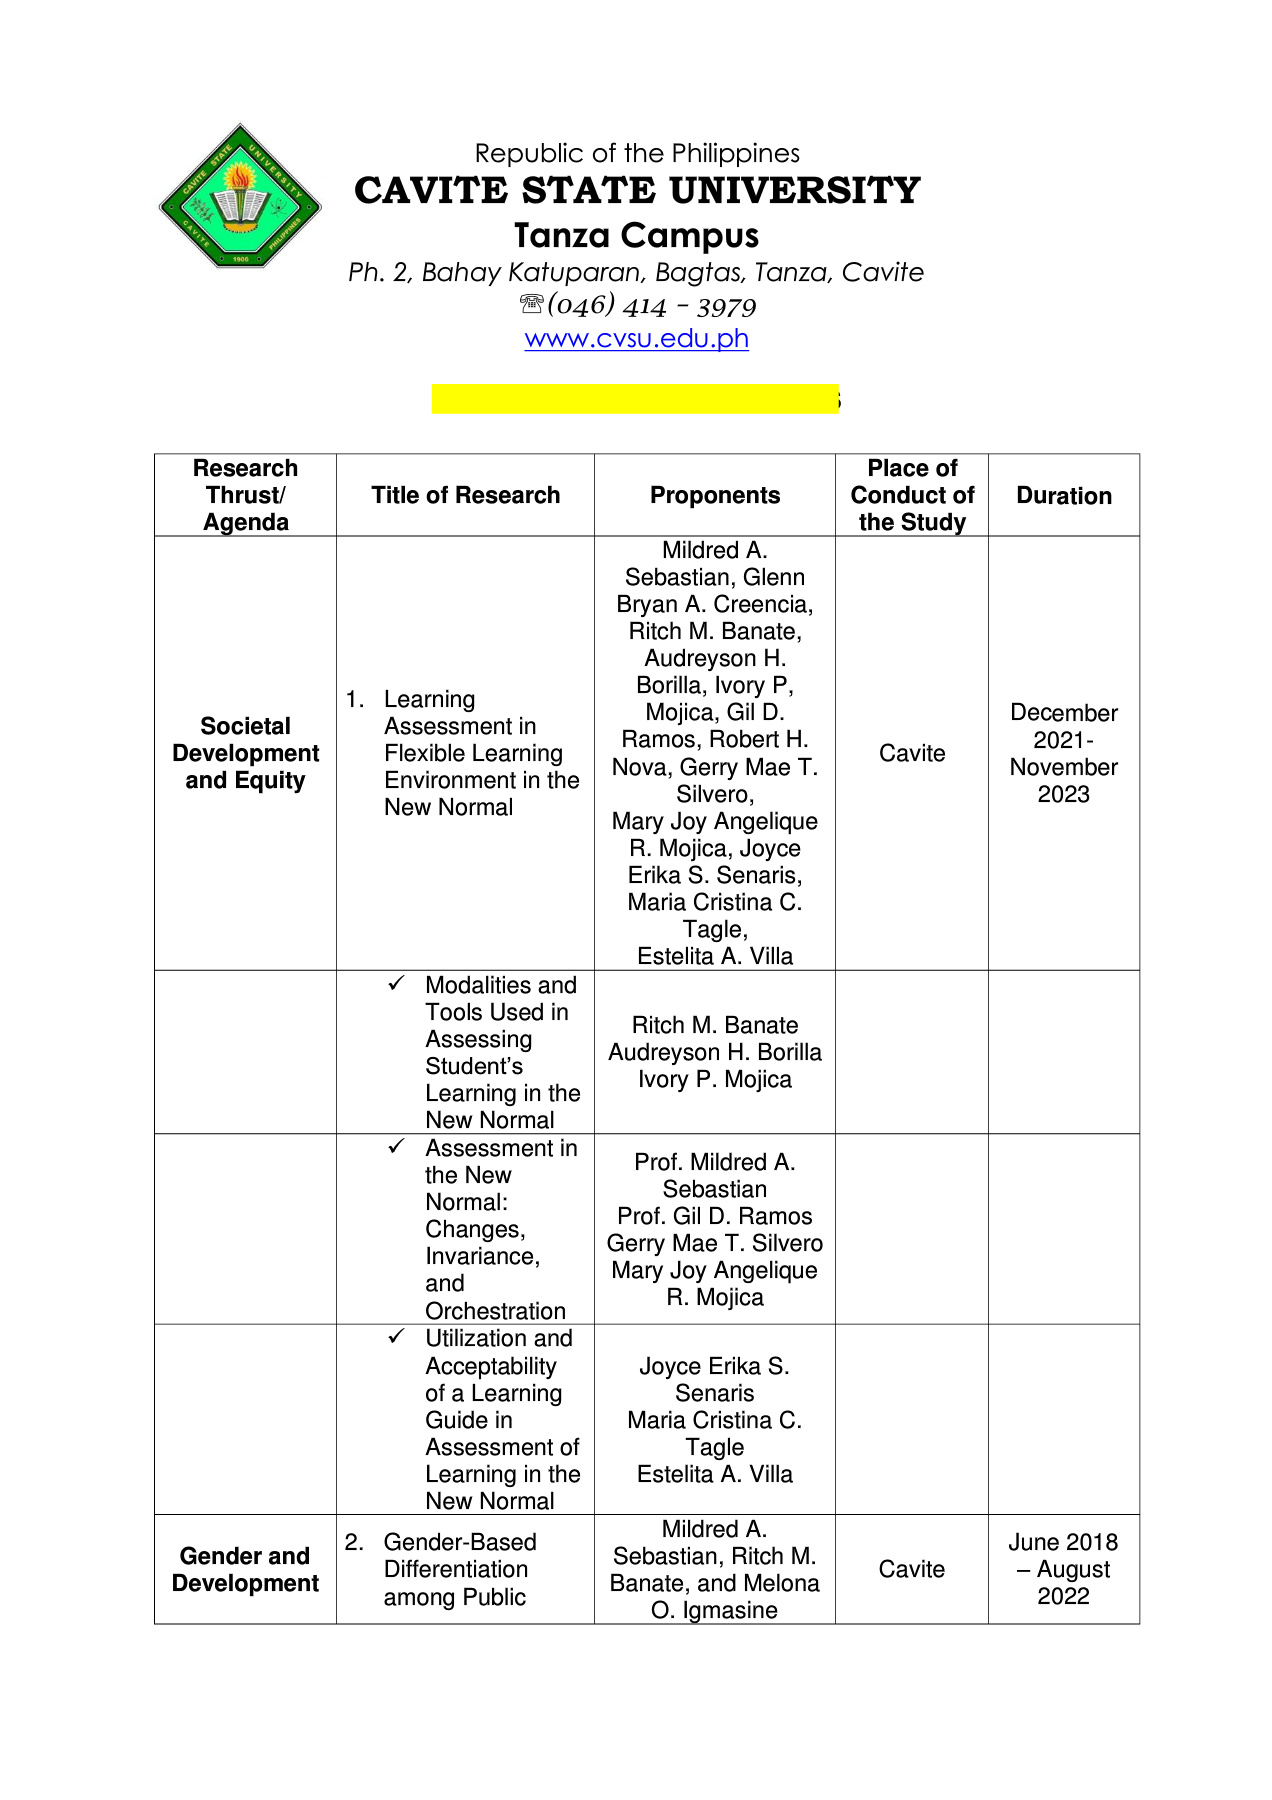 Republic of the Philippines
CAVITE STATE UNIVERSITY
Tanza Campus
Ph. 2, Bahay Katuparan, Bagtas, Tanza, Cavite
☏(046) 414 – 3979
www.cvsu.edu.ph
CAVITE STATE UNIVERSITY
CAVITE PHILIPPINES
1906
Research
Thrust/
Agenda
Title of Research
Proponents
Place of
Conduct of
the Study
Duration
Societal
Development
and Equity
1. Learning
Assessment in
Flexible Learning
Environment in the
New Normal
Mildred A.
Sebastian, Glenn
Bryan A. Creencia,
Ritch M. Banate,
Audreyson H.
Borilla, Ivory P,
Mojica, Gil D.
Ramos, Robert H.
Nova, Gerry Mae T.
Silvero,
Mary Joy Angelique
R. Mojica, Joyce
Erika S. Senaris,
Maria Cristina C.
Tagle,
Estelita A. Villa
Cavite
December
2021-
November
2023
✓ Modalities and
Tools Used in
Assessing
Student’s
Learning in the
New Normal
Ritch M. Banate
Audreyson H. Borilla
Ivory P. Mojica
✓ Assessment in
the New
Normal:
Changes,
Invariance,
and
Orchestration
Prof. Mildred A.
Sebastian
Prof. Gil D. Ramos
Gerry Mae T. Silvero
Mary Joy Angelique
R. Mojica
✓ Utilization and
Acceptability
of a Learning
Guide in
Assessment of
Learning in the
New Normal
Joyce Erika S.
Senaris
Maria Cristina C.
Tagle
Estelita A. Villa
Gender and
Development
2. Gender-Based
Differentiation
among Public
Mildred A.
Sebastian, Ritch M.
Banate, and Melona
O. Igmasine
Cavite
June 2018
– August
2022